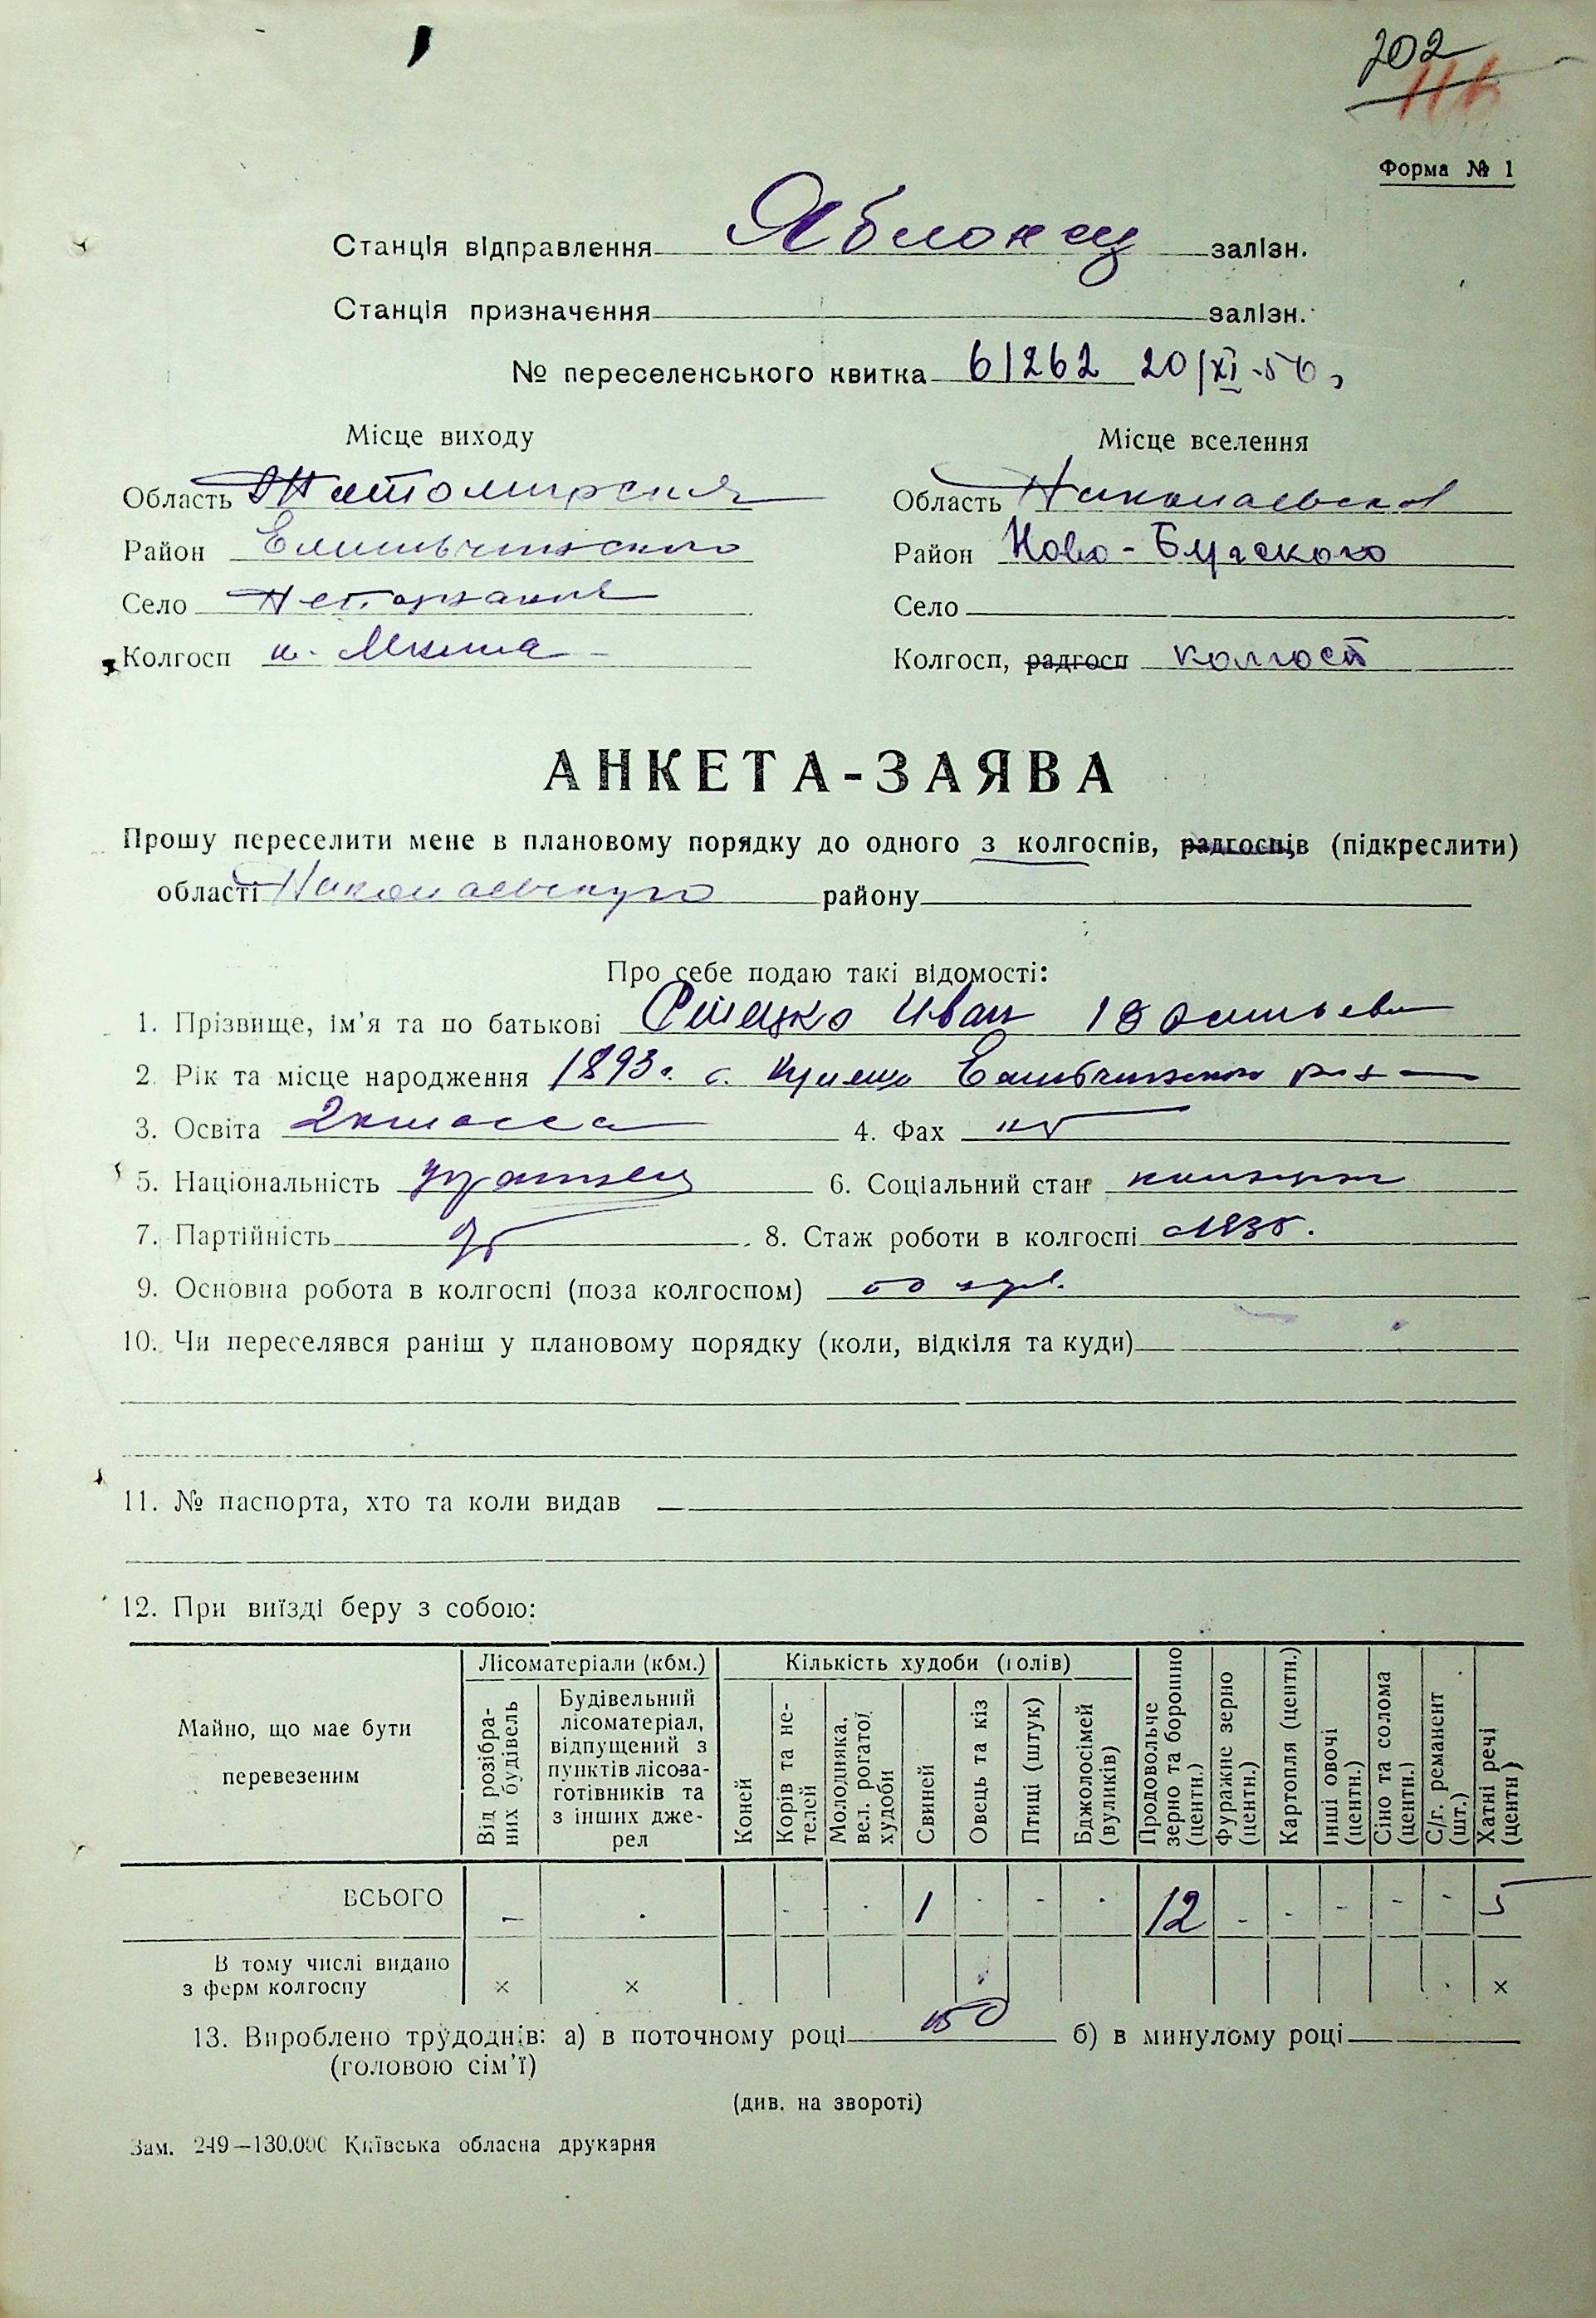 202
116
Форма № 1
Станція відправлення Яблонец залізн.
Станція призначення залізн.
№ переселенського квитка 61262 20/XI-56
Місце виходу
Місце вселення
Область Житомирская
Область Николаевская
Район Емильчинского
Район Ново-Бугского
Село
Село
Колгосп
Колгосп, радгосп колгосп
АНКЕТА-ЗАЯВА
Прошу переселити мене в плановому порядку до одного з колгоспів, радгоспів (підкреслити)
області Николаевскую району
Про себе подаю такі відомості:
1. Прізвище, ім'я та по батькові Иван
2. Рік та місце народження 1893 г. с. Емильчинского
3. Освіта 2 класса 4. Фах
5. Національність украинец 6. Соціальний стан колхозник
7. Партійність 8. Стаж роботи в колгоспі
9. Основна робота в колгоспі (поза колгоспом)
10. Чи переселявся раніш у плановому порядку (коли, відкіля та куди)
11. № паспорта, хто та коли видав
12. При виїзді беру з собою:
Майно, що має бути перевезеним
Лісоматеріали (кбм.)
Від розібраних будівель
Будівельний лісоматеріал, відпущений з пунктів лісозаготівників та з інших джерел
Кількість худоби (голів)
Коней
Корів та нетелей
Молодняка, вел. рогатої худоби
Свиней
Овець та кіз
Птиці (штук)
Бджолосімей (вуликів)
Продовольче зерно та борошно (центн.)
Фуражне зерно (центн.)
Картопля (центн.)
Інші овочі (центн.)
Сіно та солома (центн.)
С/г. реманент (шт.)
Хатні речі (центн)
ВСЬОГО - - - - - 1 - - - 12 - - - - - 5
В тому числі видано
з ферм колгоспу × × ×
13. Вироблено трудоднів: а) в поточному році 150 б) в минулому році
(головою сім'ї)
(див. на звороті)
Зам. 249—130.000 Київська обласна друкарня